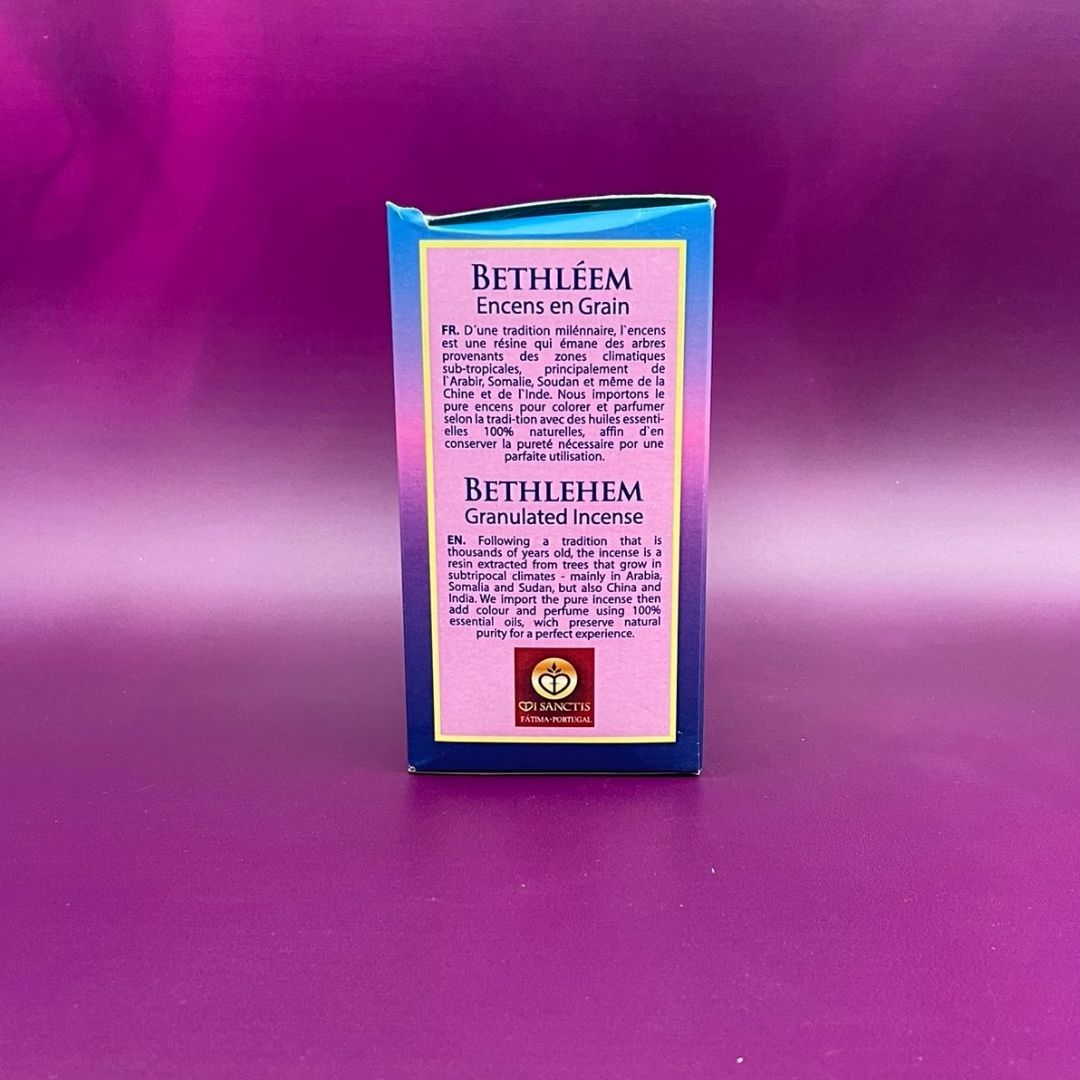 BETHLÉEM
Encens en Grain
FR. D´une tradition milénnaire, l`encens
est une résine qui émane des arbres
provenants des zones climatiques
sub-tropicales, principalement de
l`Arabir, Somalie, Soudan et même de la
Chine et de l`Inde. Nous importons le
pure encens pour colorer et parfumer
selon la tradi-tion avec des huiles essenti-
elles 100% naturelles, affin d`en
conserver la pureté nécessaire por une
parfaite utilisation.
BETHLEHEM
Granulated Incense
EN. Following a tradition that is
thousands of years old, the incense is a
resin extracted from trees that grow in
subtripocal climates - mainly in Arabia,
Somalia and Sudan, but also China and
India. We import the pure incense then
add colour and perfume using 100%
essential oils, wich preserve natural
purity for a perfect experience.
SANCTIS
FÁTIMA·PORTUGAL